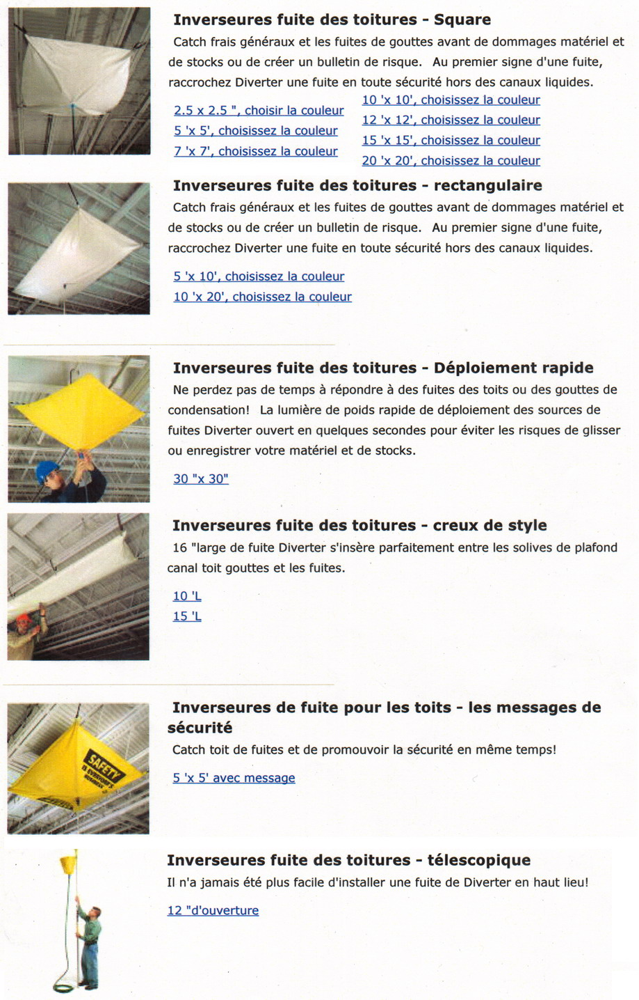 Inverseures fuite des toitures - Square
Catch frais généraux et les fuites de gouttes avant de dommages matériel et
de stocks ou de créer un bulletin de risque. Au premier signe d'une fuite,
raccrochez Diverter une fuite en toute sécurité hors des canaux liquides.
2.5 x 2.5 ", choisir la couleur
5 'x 5', choisissez la couleur
7 'x 7', choisissez la couleur
10 'x 10', choisissez la couleur
12 'x 12', choisissez la couleur
15 'x 15', choisissez la couleur
20 'x 20', choisissez la couleur
Inverseures fuite des toitures - rectangulaire
Catch frais généraux et les fuites de gouttes avant de dommages matériel et
de stocks ou de créer un bulletin de risque. Au premier signe d'une fuite,
raccrochez Diverter une fuite en toute sécurité hors des canaux liquides.
5 'x 10', choisissez la couleur
10 'x 20', choisissez la couleur
Inverseures fuite des toitures - Déploiement rapide
Ne perdez pas de temps à répondre à des fuites des toits ou des gouttes de
condensation! La lumière de poids rapide de déploiement des sources de
fuites Diverter ouvert en quelques secondes pour éviter les risques de glisser
ou enregistrer votre matériel et de stocks.
30 "x 30"
Inverseures fuite des toitures - creux de style
16 "large de fuite Diverter s'insère parfaitement entre les solives de plafond
canal toit gouttes et les fuites.
10 'L
15 'L
Inverseures de fuite pour les toits - les messages de
sécurité
Catch toit de fuites et de promouvoir la sécurité en même temps!
5 'x 5' avec message
SAFETY
IS EVERYONE'S
BUSINESS
Inverseures fuite des toitures - télescopique
Il n'a jamais été plus facile d'installer une fuite de Diverter en haut lieu!
12 "d'ouverture